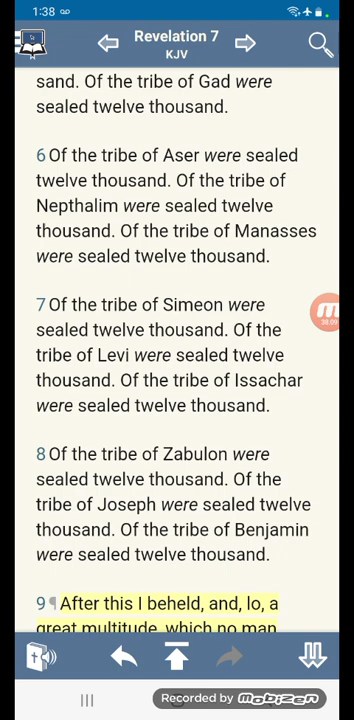 1:38
Revelation 7
KJV
sand. Of the tribe of Gad were
sealed twelve thousand.
6 Of the tribe of Aser were sealed
twelve thousand. Of the tribe of
Nepthalim were sealed twelve
thousand. Of the tribe of Manasses
were sealed twelve thousand.
7 Of the tribe of Simeon were
sealed twelve thousand. Of the
tribe of Levi were sealed twelve
thousand. Of the tribe of Issachar
were sealed twelve thousand.
8 Of the tribe of Zabulon were
sealed twelve thousand. Of the
tribe of Joseph were sealed twelve
thousand. Of the tribe of Benjamin
were sealed twelve thousand.
9 ¶ After this I beheld, and, lo, a
great multitude, which no man
Recorded by MOBIZEN